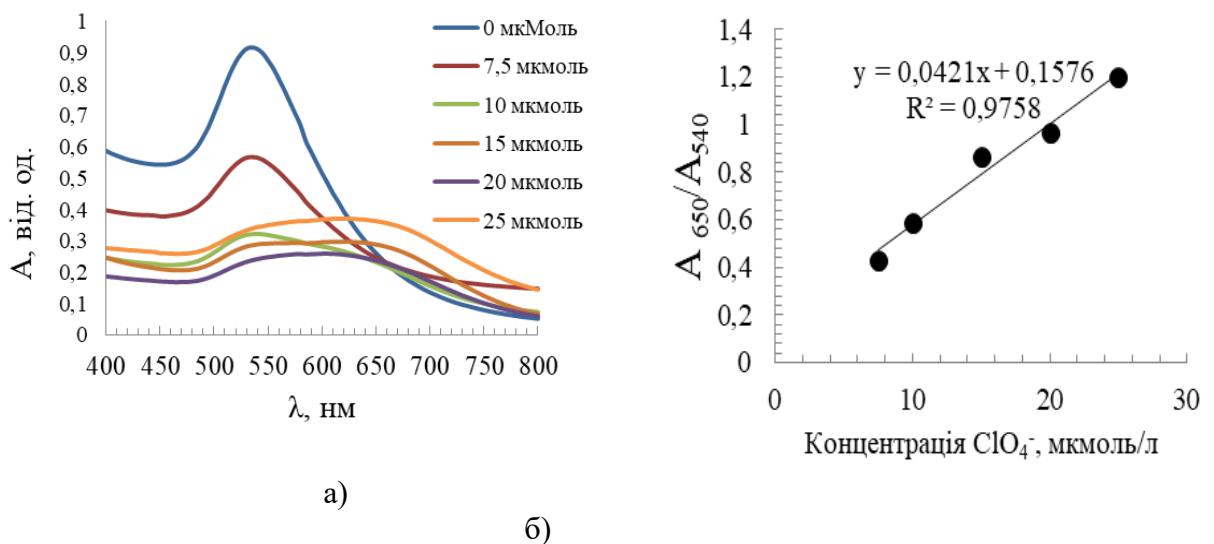 1
0,9
0,8
0,7
0,6
0,5
0,4
0,3
0,2
0,1
0
А, від. од.
400 450 500 550 600 650 700 750 800
λ, нм
0 мкМоль
7,5 мкмоль
10 мкмоль
15 мкмоль
20 мкмоль
25 мкмоль
а)
1,4
1,2
1
0,8
0,6
0,4
0,2
0
A 650/A540
y = 0,0421x + 0,1576
R² = 0,9758
0 10 20 30
Концентрація ClO4-, мкмоль/л
б)